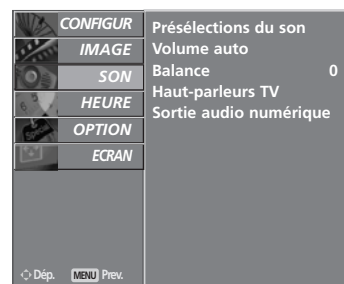 CONFIGUR
IMAGE
SON
HEURE
OPTION
ECRAN
Présélections du son
Volume auto
Balance 0
Haut-parleurs TV
Sortie audio numérique
Dép. MENU Prev.